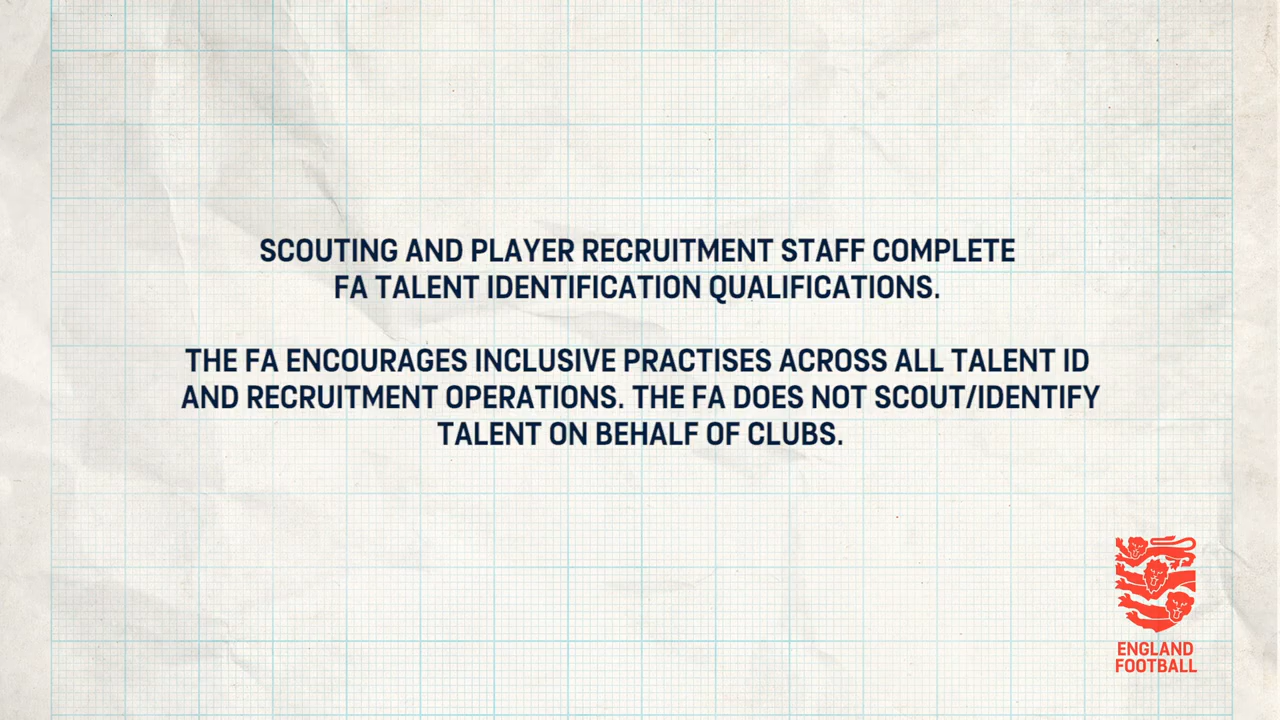 SCOUTING AND PLAYER RECRUITMENT STAFF COMPLETE
FA TALENT IDENTIFICATION QUALIFICATIONS.
THE FA ENCOURAGES INCLUSIVE PRACTISES ACROSS ALL TALENT ID
AND RECRUITMENT OPERATIONS. THE FA DOES NOT SCOUT/IDENTIFY
TALENT ON BEHALF OF CLUBS.
ENGLAND
FOOTBALL